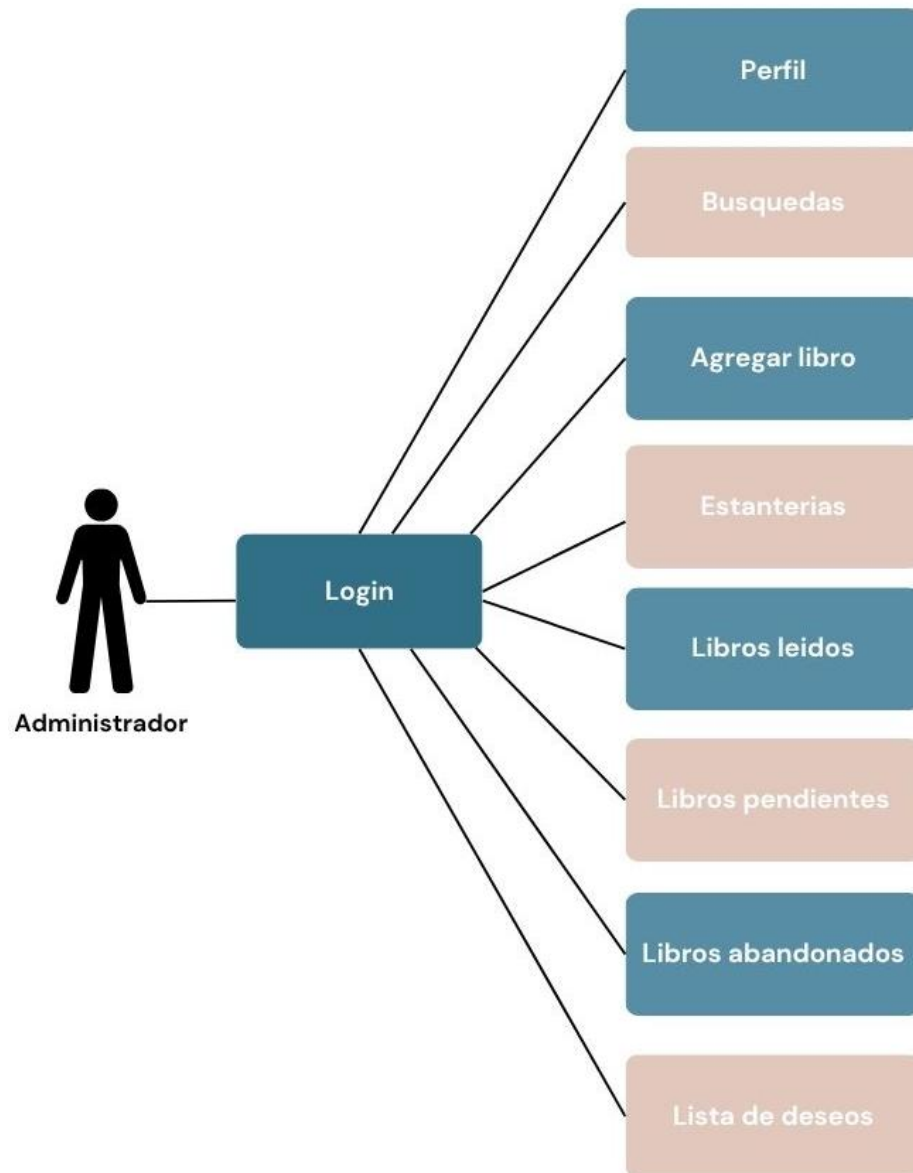 Perfil
Busquedas
Agregar libro
Estanterias
Login
Libros leidos
Administrador
Libros pendientes
Libros abandonados
Lista de deseos